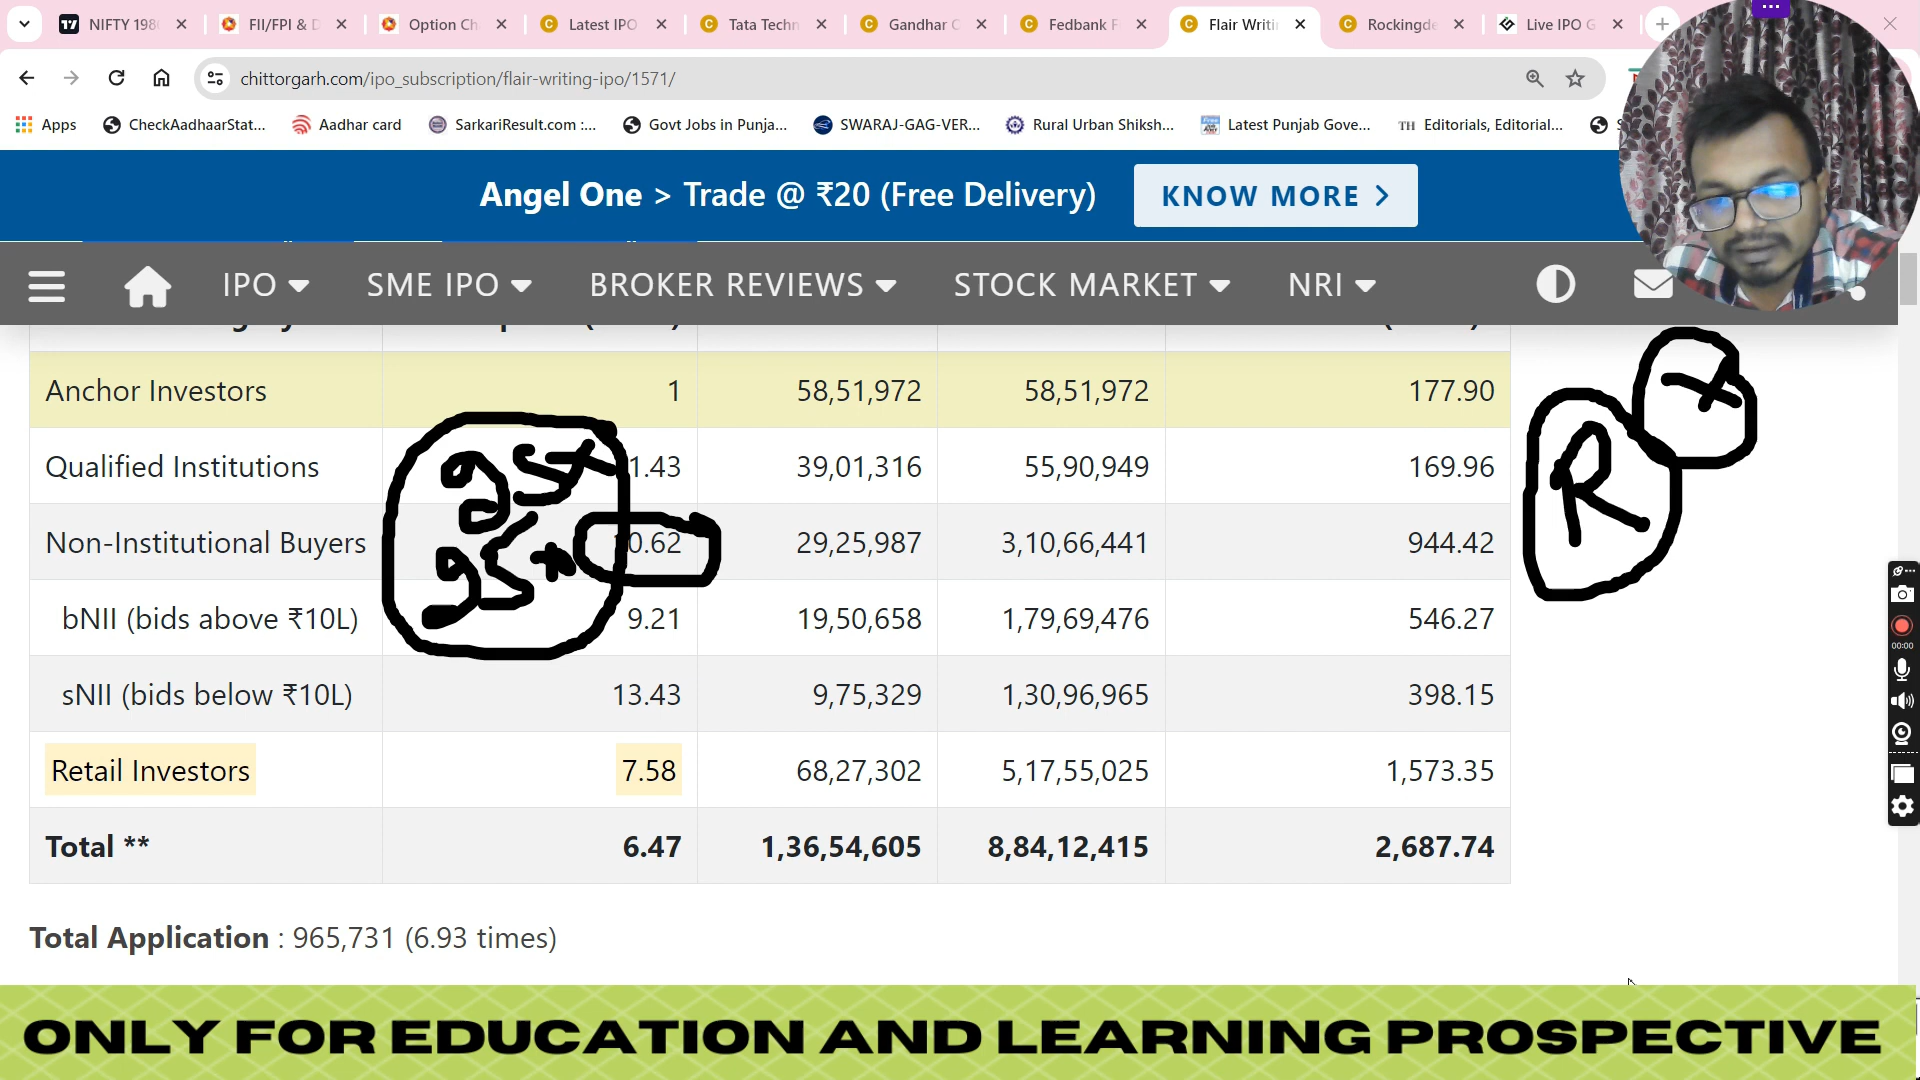 NIFTY 198
FII/FPI & D
Option Ch
Latest IPO
Tata Techn
Gandhar O
Fedbank F
Flair Writi
Rockingde
Live IPO G
chittorgarh.com/ipo_subscription/flair-writing-ipo/1571/
Apps
CheckAadhaarStat...
Aadhar card
SarkariResult.com :...
Govt Jobs in Punja...
SWARAJ-GAG-VER...
Rural Urban Shiksh...
Latest Punjab Gove...
TH Editorials, Editorial...
Angel One > Trade @ ₹20 (Free Delivery)
KNOW MORE
IPO
SME IPO
BROKER REVIEWS
STOCK MARKET
NRI
Anchor Investors 1 58,51,972 58,51,972 177.90
Qualified Institutions 1.43 39,01,316 55,90,949 169.96
Non-Institutional Buyers 10.62 29,25,987 3,10,66,441 944.42
bNII (bids above ₹10L) 9.21 19,50,658 1,79,69,476 546.27
sNII (bids below ₹10L) 13.43 9,75,329 1,30,96,965 398.15
Retail Investors 7.58 68,27,302 5,17,55,025 1,573.35
Total ** 6.47 1,36,54,605 8,84,12,415 2,687.74
R
Total Application : 965,731 (6.93 times)
00:00
ONLY FOR EDUCATION AND LEARNING PROSPECTIVE